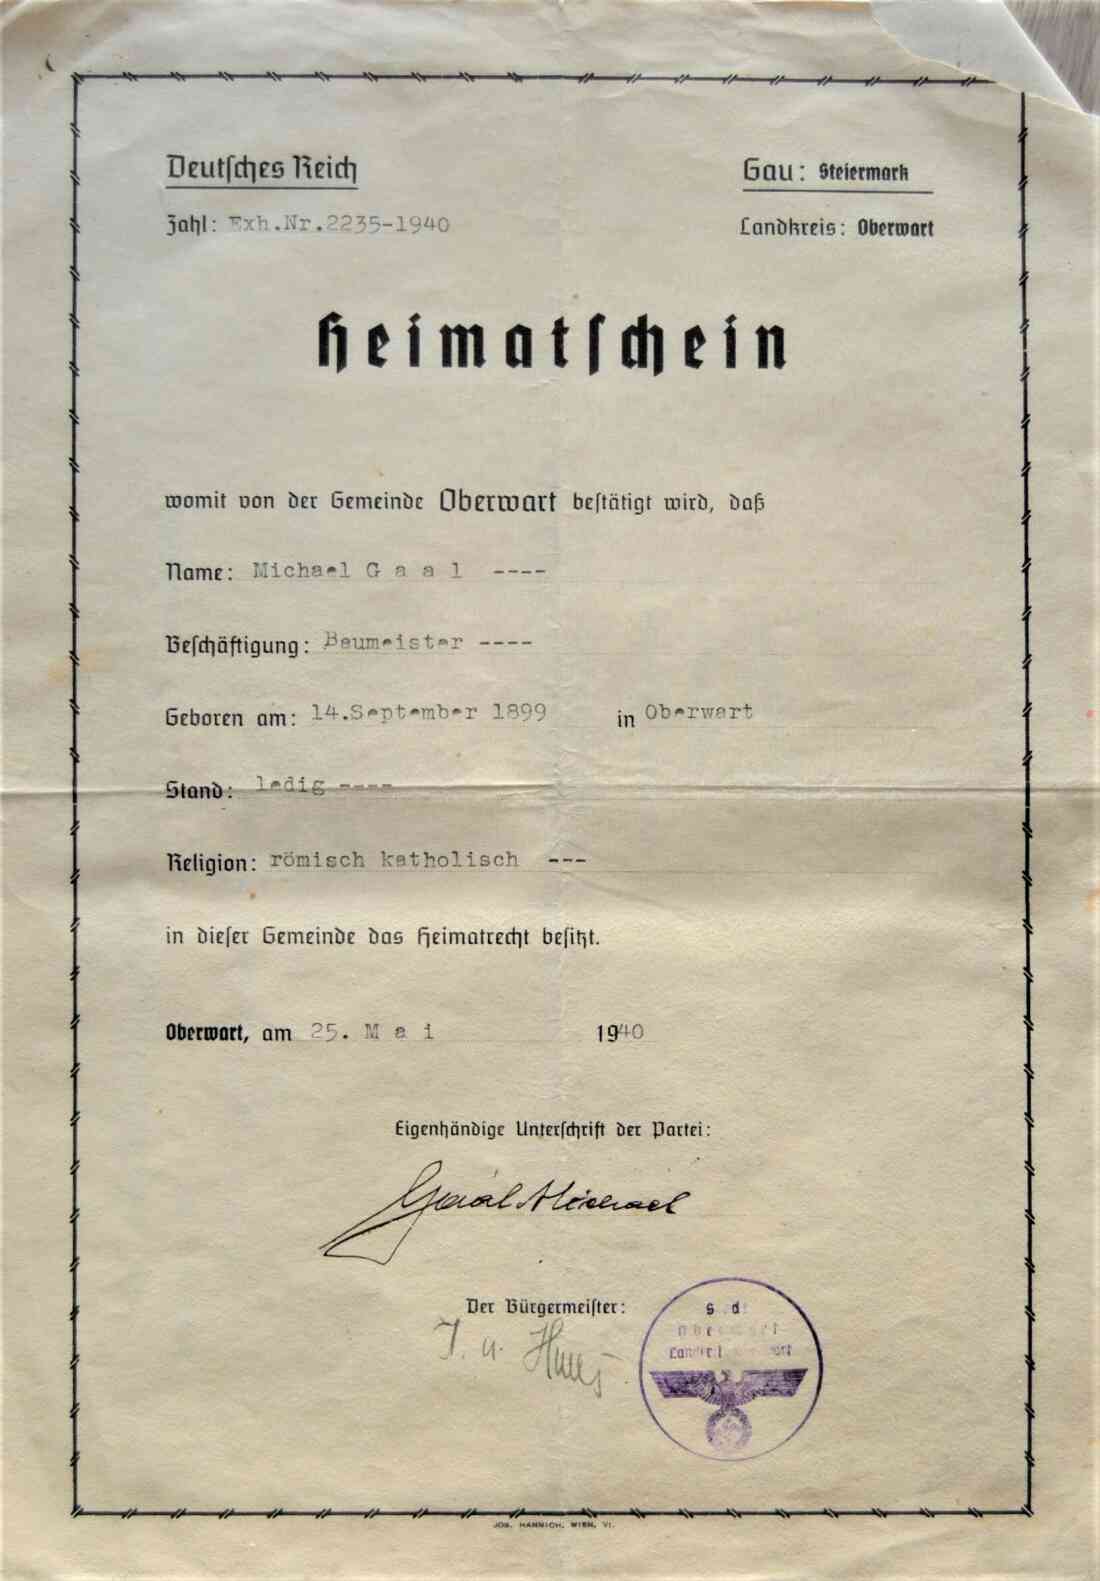 Deutsches Reich
Gau: Steiermark
Zahl: Exh.Nr.2235-1940
Landkreis: Oberwart
Heimatschein
womit von der Gemeinde Oberwart bestätigt wird, daß
Name: Michael G a a l ----
Beschäftigung: Baumeister ----
Geboren am: 14.September 1899 in Oberwart
Stand: ledig ----
Religion: römisch katholisch ---
in dieser Gemeinde das Heimatrecht besitzt.
Oberwart, am 25. M a i 1940
Eigenhändige Unterschrift der Partei:
Gaál Michael
Der Bürgermeister:
JOS. HANNICH, WIEN, VI.